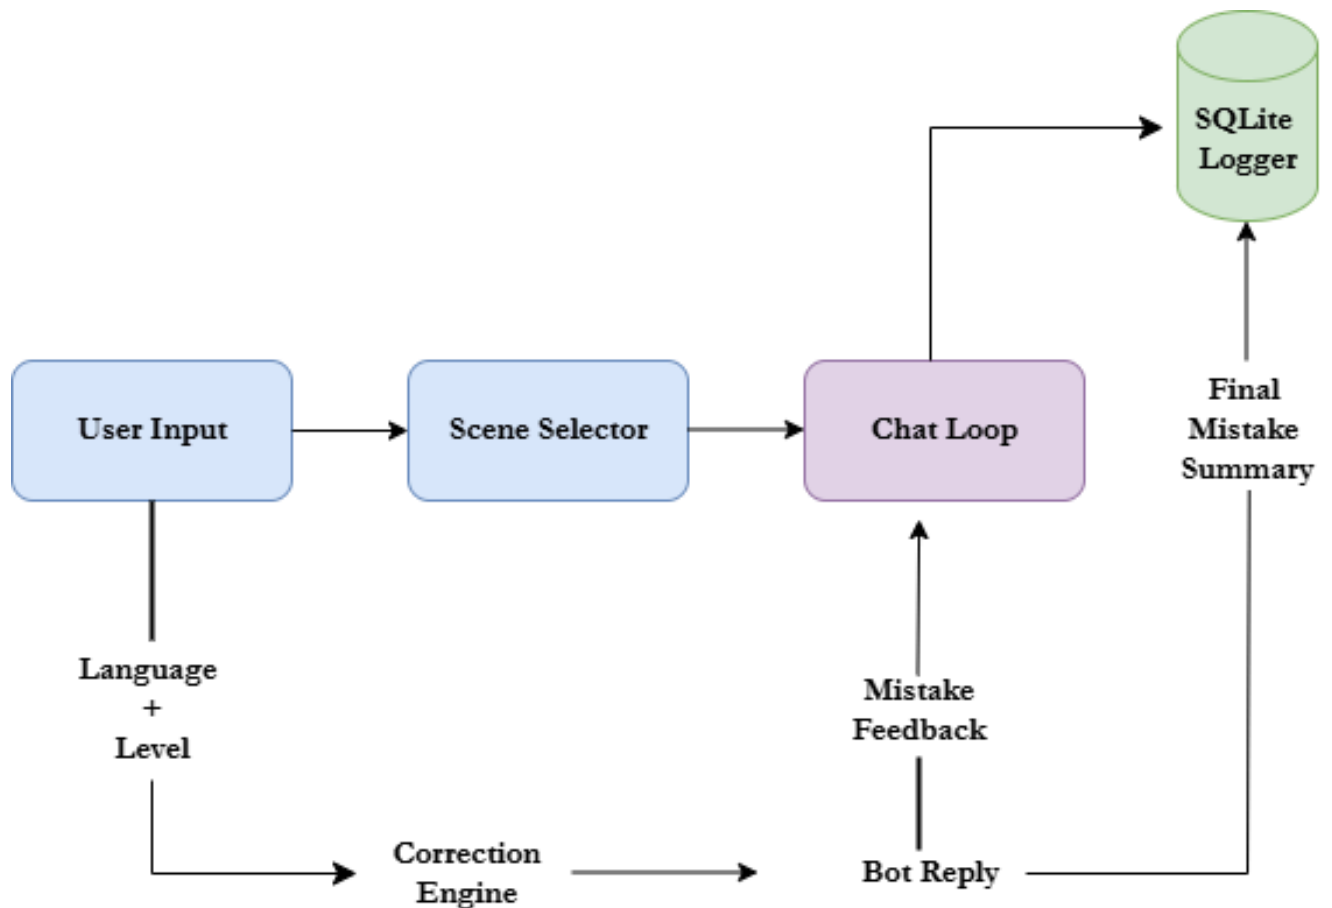 SQLite
Logger
User Input
Scene Selector
Chat Loop
Final
Mistake
Summary
Language
+
Level
Mistake
Feedback
Correction
Engine
Bot Reply